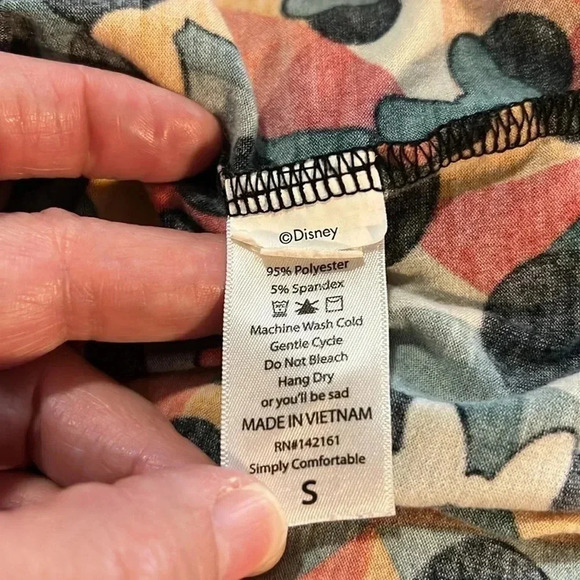 ©Disney
95% Polyester
5% Spandex
Machine Wash Cold
Gentle Cycle
Do Not Bleach
Hang Dry
or you'll be sad
MADE IN VIETNAM
RN#142161
Simply Comfortable
S